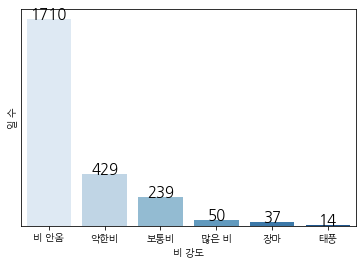 1710
429
239
50
37
14
일 수
비 안옴
약한비
보통비
많은 비
장마
태풍
비 강도